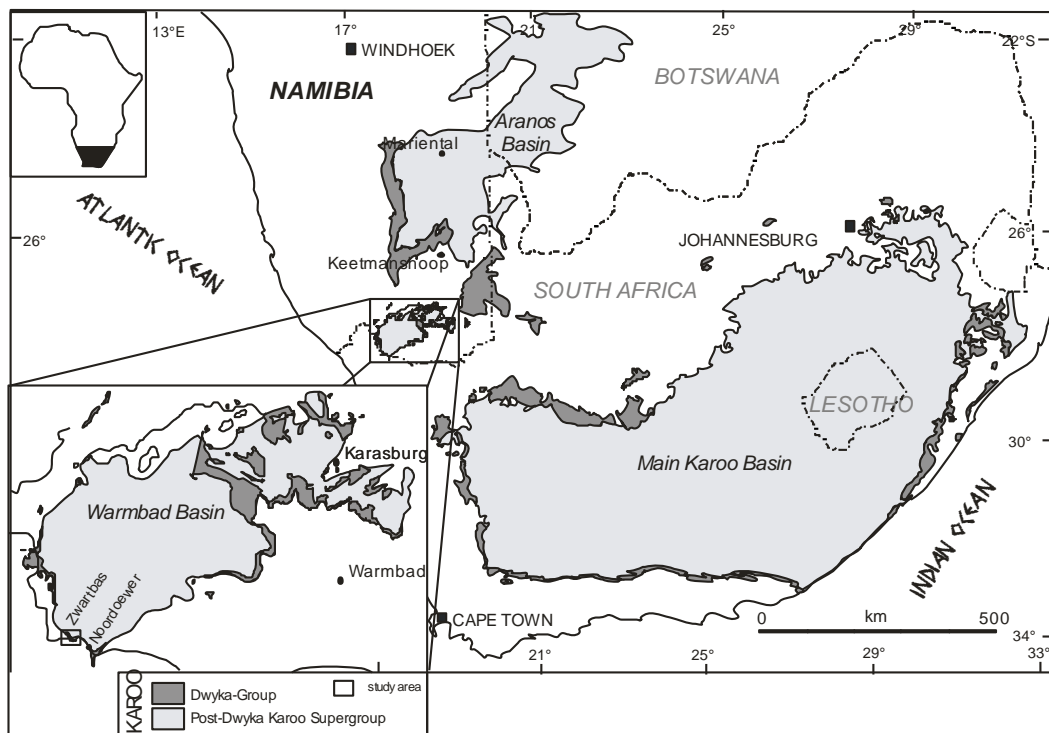 13°E
17°
21°
25°
29°
22°S
WINDHOEK
BOTSWANA
NAMIBIA
Aranos
Basin
Mariental
ATLANTIK OCEAN
26°
JOHANNESBURG
26°
Keetmanshoop
SOUTH AFRICA
LESOTHO
30°
Karasburg
Main Karoo Basin
Warmbad Basin
INDIAN OCEAN
Warmbad
Zwartbas
Noordoewer
CAPE TOWN
0 500
km
34°
21°
25°
29°
33°
KAROO
Dwyka-Group
study area
Post-Dwyka Karoo Supergroup